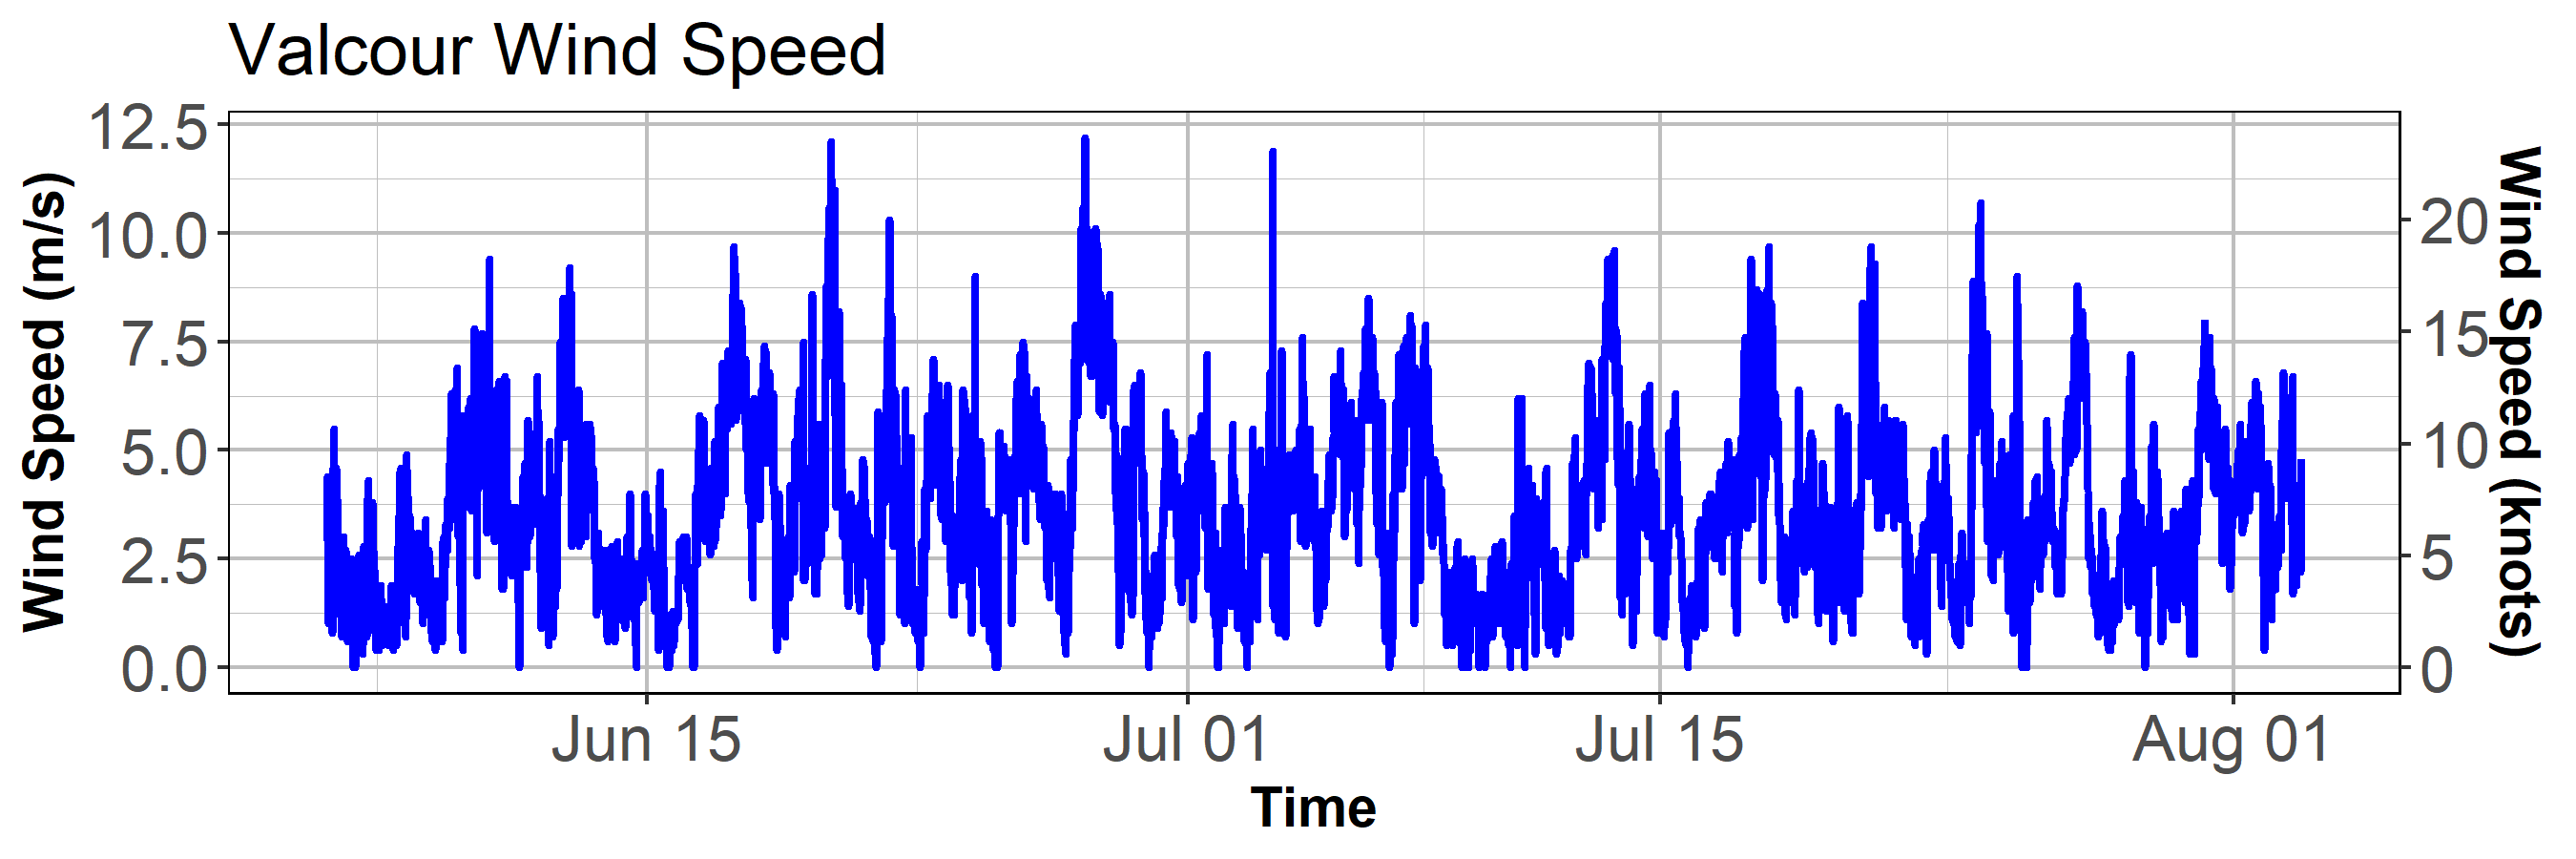 Valcour Wind Speed
12.5
10.0
7.5
5.0
2.5
0.0
Wind Speed (m/s)
20
15
10
5
0
Wind Speed (knots)
Jun 15
Jul 01
Jul 15
Aug 01
Time